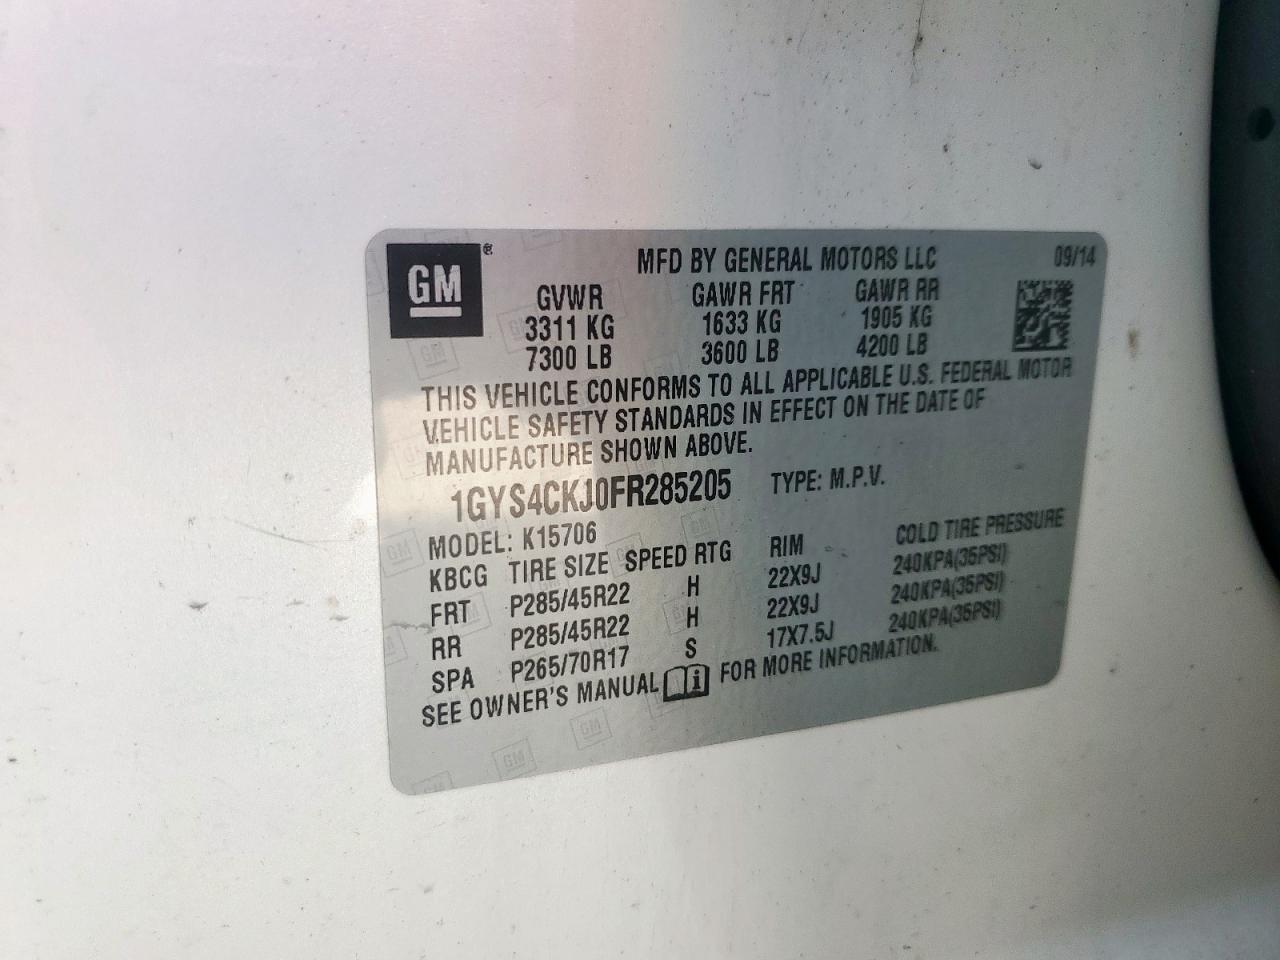 GM ®
MFD BY GENERAL MOTORS LLC 09/14
GVWR GAWR FRT GAWR RR
3311 KG 1633 KG 1905 KG
7300 LB 3600 LB 4200 LB
THIS VEHICLE CONFORMS TO ALL APPLICABLE U.S. FEDERAL MOTOR
VEHICLE SAFETY STANDARDS IN EFFECT ON THE DATE OF
MANUFACTURE SHOWN ABOVE.
1GYS4CKJ0FR285205 TYPE: M.P.V.
MODEL: K15706
KBCG TIRE SIZE SPEED RTG RIM COLD TIRE PRESSURE
FRT P285/45R22 H 22X9J 240KPA(35PSI)
RR P285/45R22 H 22X9J 240KPA(35PSI)
SPA P265/70R17 S 17X7.5J 240KPA(35PSI)
SEE OWNER'S MANUAL i FOR MORE INFORMATION.